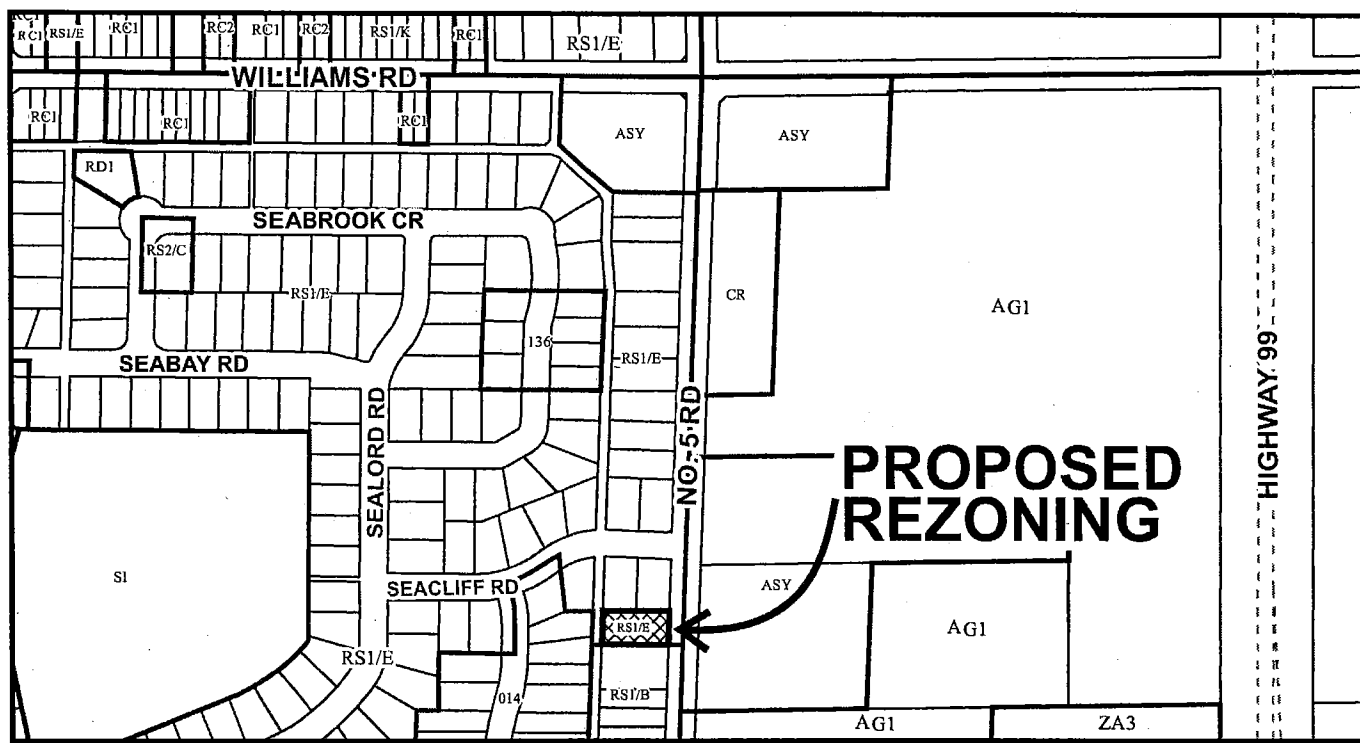 RC1
RC1
RS1/E
RC1
RC2
RC1
RC2
RS1/K
RC1
RS1/E
WILLIAMS RD
RC1
RC1
RC1
ASY
ASY
RD1
SEABROOK CR
RS2/C
RS1/E
CR
AG1
136
RS1/E
SEABAY RD
SEALORD RD
NO. 5 RD
HIGHWAY 99
PROPOSED
REZONING
S1
SEACLIFF RD
ASY
AG1
RS1/E
RS1/E
014
RS1/B
AG1
ZA3